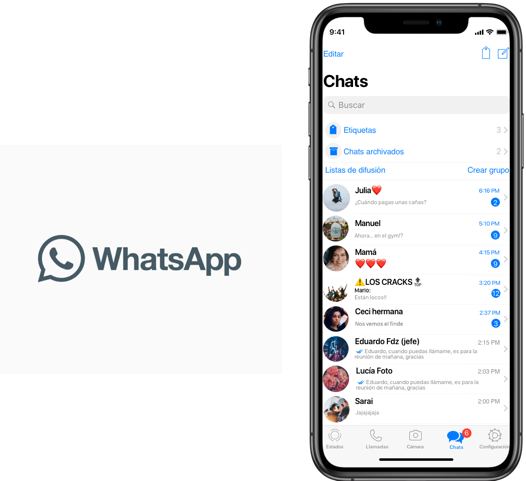 WhatsApp
9:41
Editar
Chats
Buscar
Etiquetas 3
Chats archivados 2
Listas de difusión Crear grupo
Julia❤️ 6:16 PM
¿Cuándo pagas unas cañas? 2
Manuel 5:10 PM
Ahora... en el gym!? 9
Mamá 4:15 PM
❤️❤️❤️ 9
⚠️LOS CRACKS🔝 3:20 PM
Mario:
Están locos!! 12
Ceci hermana 2:37 PM
Nos vemos el finde 3
Eduardo Fdz (jefe) 2:15 PM
Eduardo, cuando puedas llámame, es para la
reunión de mañana, gracias
Lucía Foto 2:03 PM
Eduardo, cuando puedas llámame, es para la
reunión de mañana, gracias
Sarai 2:00 PM
Jajajajaja
6
Estados Llamadas Cámara Chats Configuración